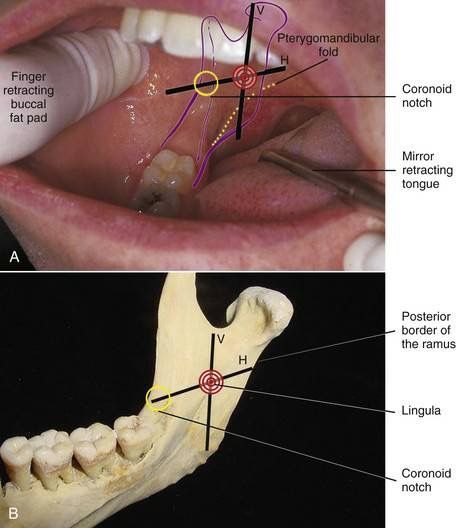 V
Pterygomandibular
fold
H
Finger
retracting
buccal
fat pad
Coronoid
notch
Mirror
retracting
tongue
A
V
H
Posterior
border of
the ramus
Lingula
Coronoid
notch
B